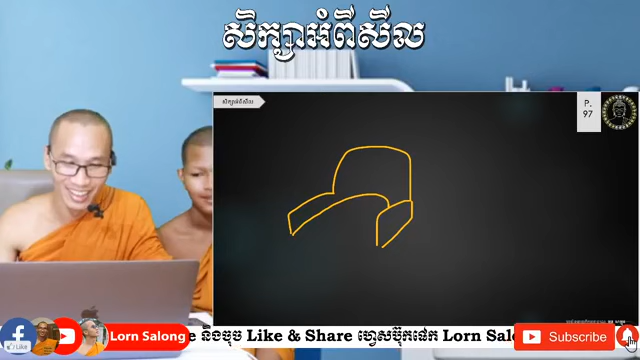 សិក្សាអំពីសីល
សិក្សាអំពីសីល
P.
97
Like
Lorn Salong
e និងចុច Like & Share ហ្វេសប៊ុកផេក Lorn Salo
Subscribe